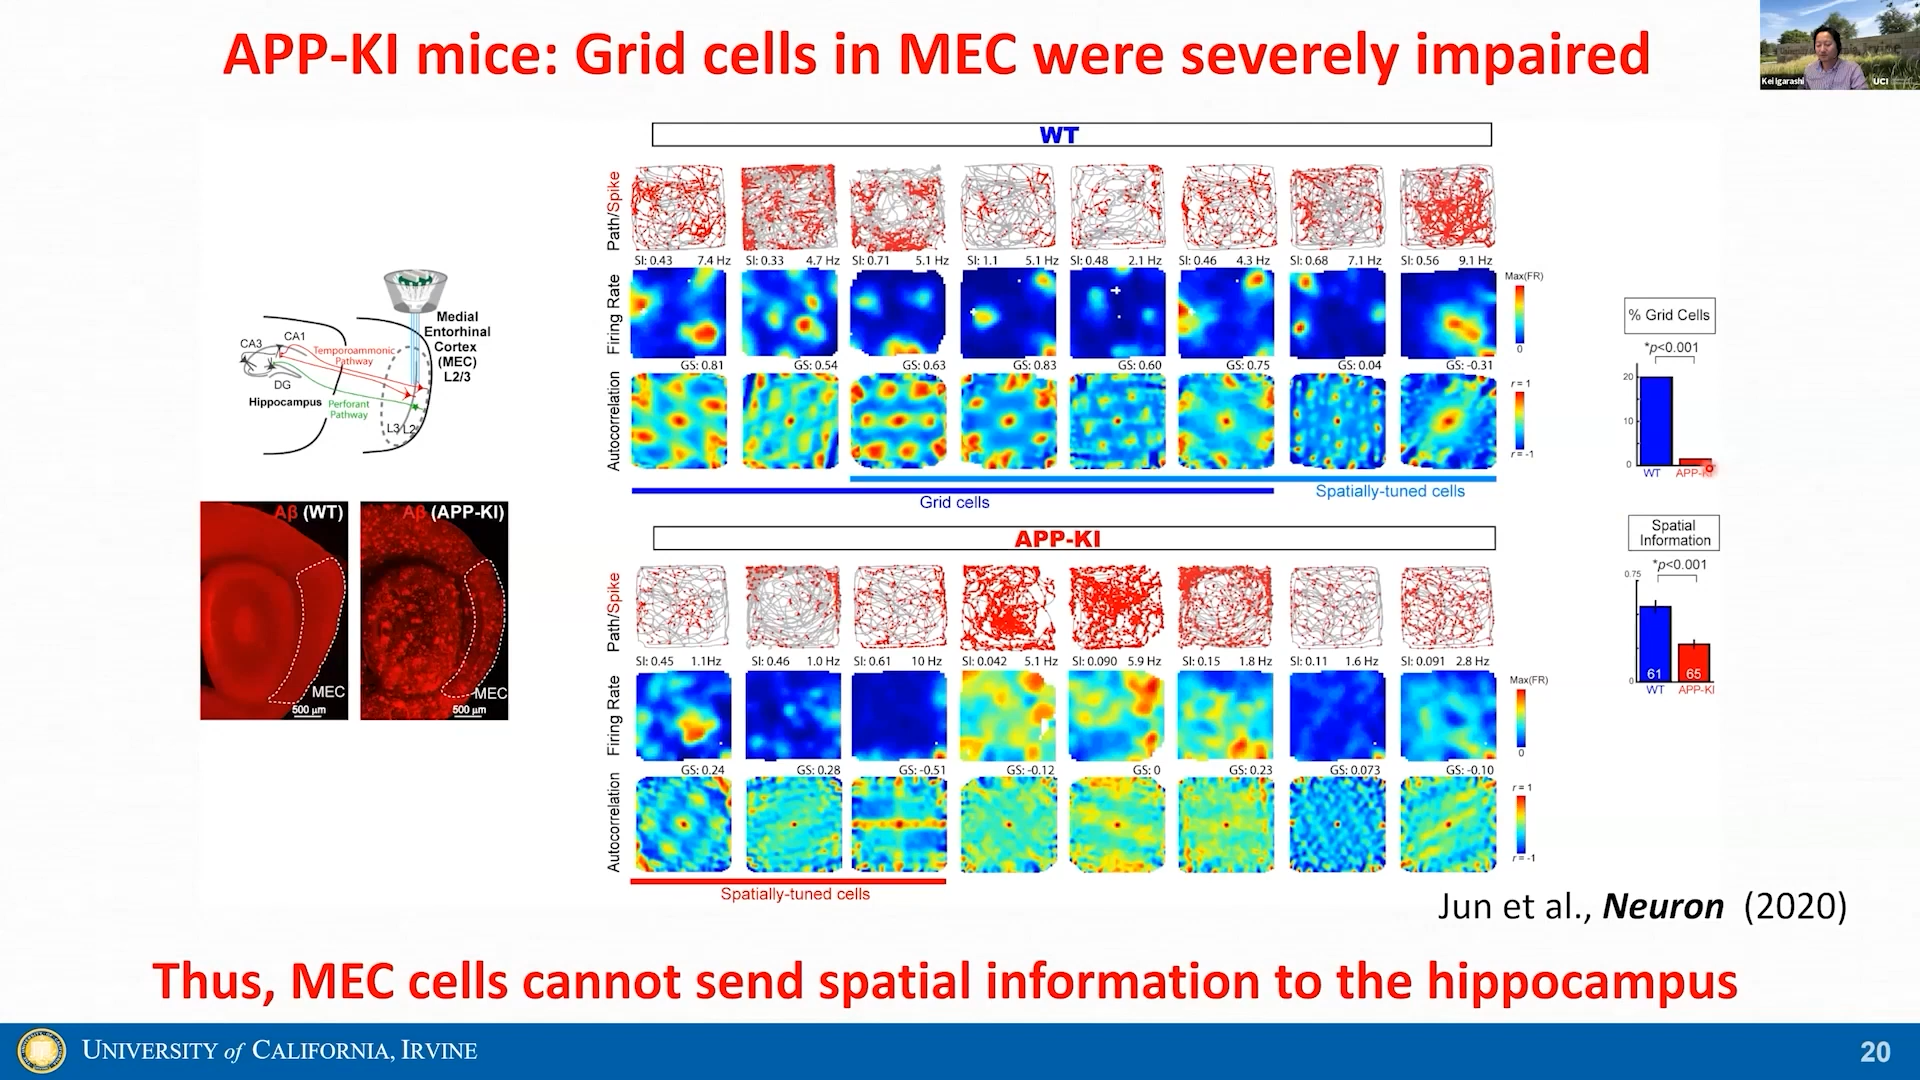 APP-KI mice: Grid cells in MEC were severely impaired
Kei Igarashi
UCI
WT
Path/Spike
SI: 0.43 7.4 Hz SI: 0.33 4.7 Hz SI: 0.71 5.1 Hz SI: 1.1 5.1 Hz SI: 0.48 2.1 Hz SI: 0.46 4.3 Hz SI: 0.68 7.1 Hz SI: 0.56 9.1 Hz
Firing Rate
Max(FR)
0
GS: 0.81 GS: 0.54 GS: 0.63 GS: 0.83 GS: 0.60 GS: 0.75 GS: 0.04 GS: -0.31
Autocorrelation
r = 1
r = -1
Grid cells
Spatially-tuned cells
CA3
CA1
DG
Temporoammonic
Pathway
Hippocampus
Perforant
Pathway
L3 L2
Medial
Entorhinal
Cortex
(MEC)
L2/3
Aβ (WT)
MEC
500 µm
Aβ (APP-KI)
MEC
500 µm
APP-KI
Path/Spike
SI: 0.45 1.1Hz SI: 0.46 1.0 Hz SI: 0.61 10 Hz SI: 0.042 5.1 Hz SI: 0.090 5.9 Hz SI: 0.15 1.8 Hz SI: 0.11 1.6 Hz SI: 0.091 2.8 Hz
Firing Rate
Max(FR)
0
GS: 0.24 GS: 0.28 GS: -0.51 GS: -0.12 GS: 0 GS: 0.23 GS: 0.073 GS: -0.10
Autocorrelation
r = 1
r = -1
Spatially-tuned cells
% Grid Cells
*p<0.001
20
10
0
WT
Spatial
Information
*p<0.001
0.75
0
61 65
WT APP-KI
Jun et al., Neuron (2020)
Thus, MEC cells cannot send spatial information to the hippocampus
UNIVERSITY of CALIFORNIA, IRVINE
20